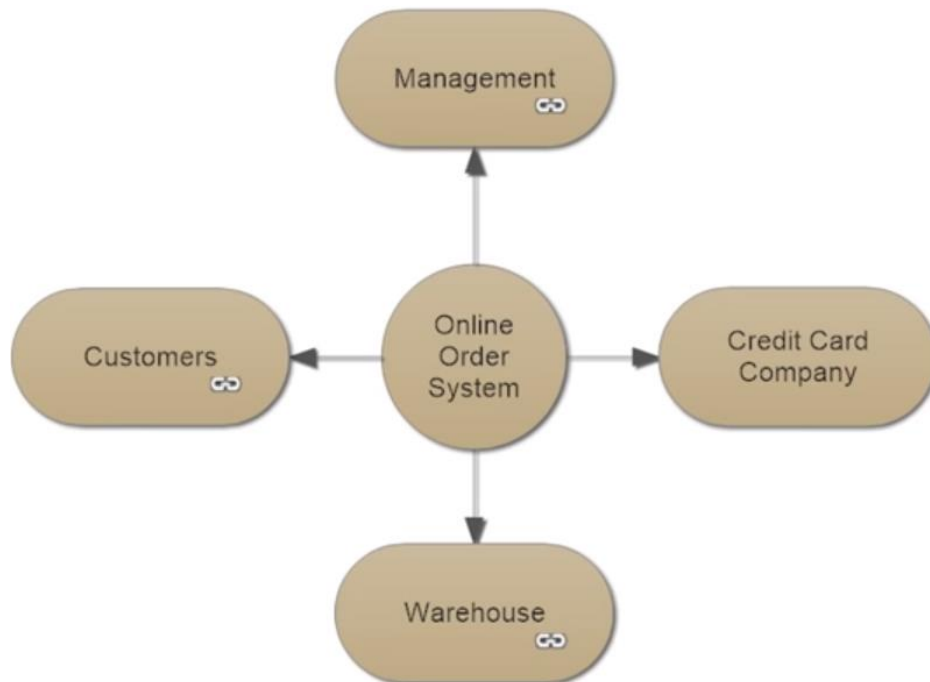 Management
Online
Order
System
Customers
Credit Card
Company
Warehouse